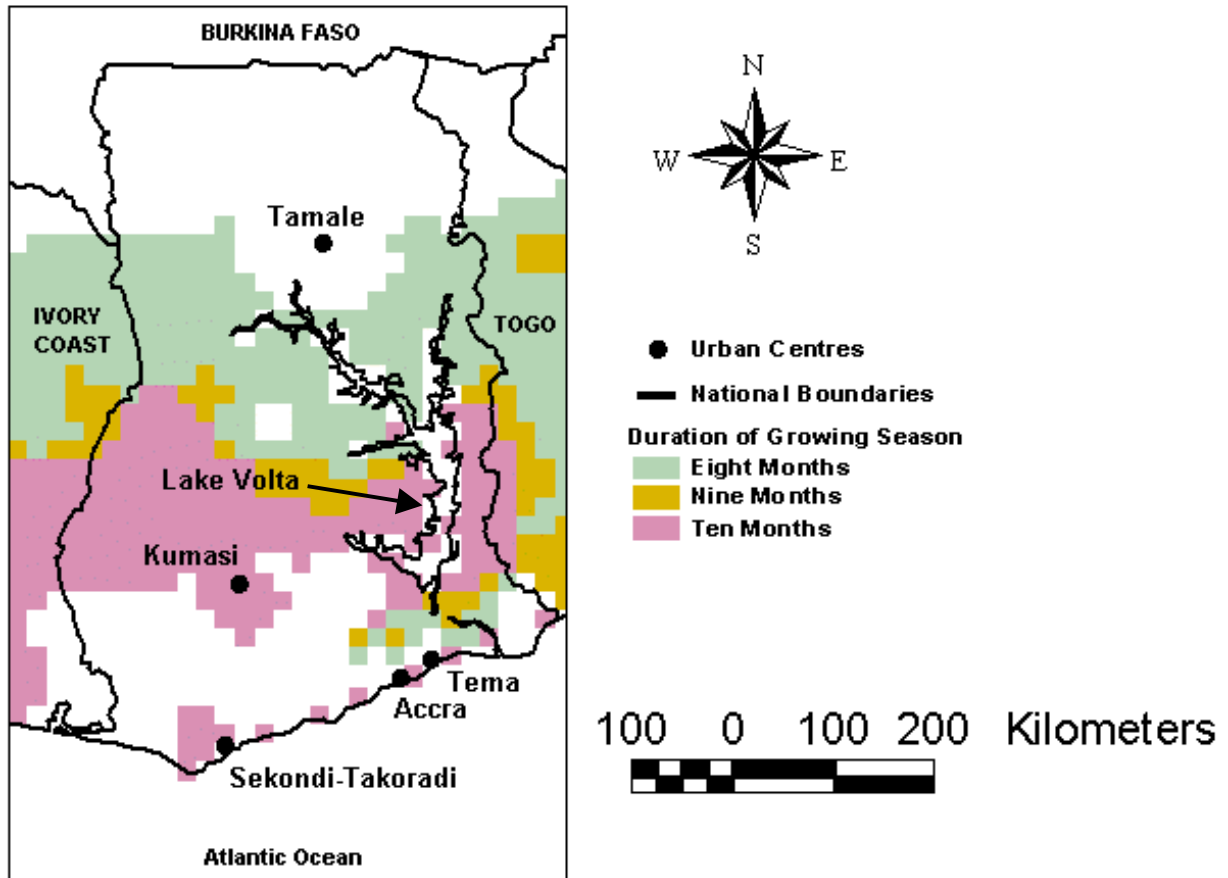 BURKINA FASO
Tamale
IVORY
COAST
TOGO
Lake Volta
Kumasi
Tema
Accra
Sekondi-Takoradi
Atlantic Ocean
N
W E
S
Urban Centres
National Boundaries
Duration of Growing Season
Eight Months
Nine Months
Ten Months
100 0 100 200 Kilometers